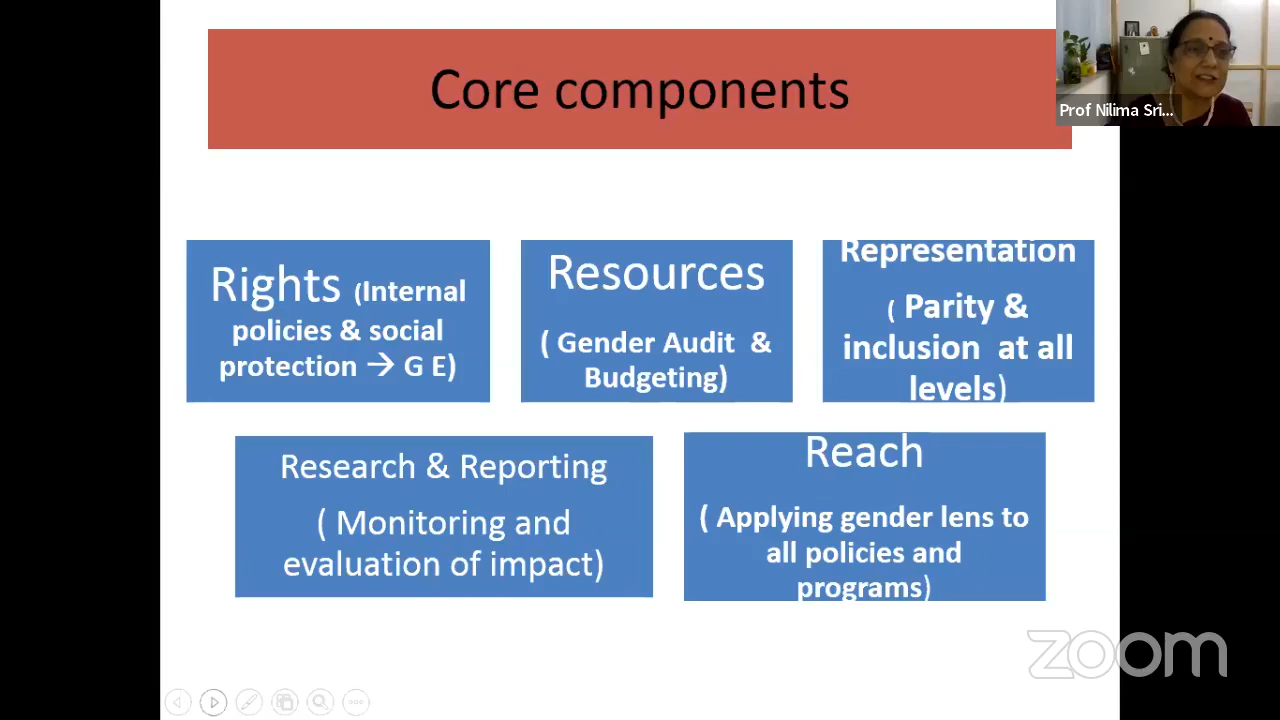 Core components
Prof Nilima Sri...
Rights (Internal
policies & social
protection → G E)
Resources
( Gender Audit &
Budgeting)
Representation
( Parity &
inclusion at all
levels)
Research & Reporting
( Monitoring and
evaluation of impact)
Reach
( Applying gender lens to
all policies and
programs)
zoom